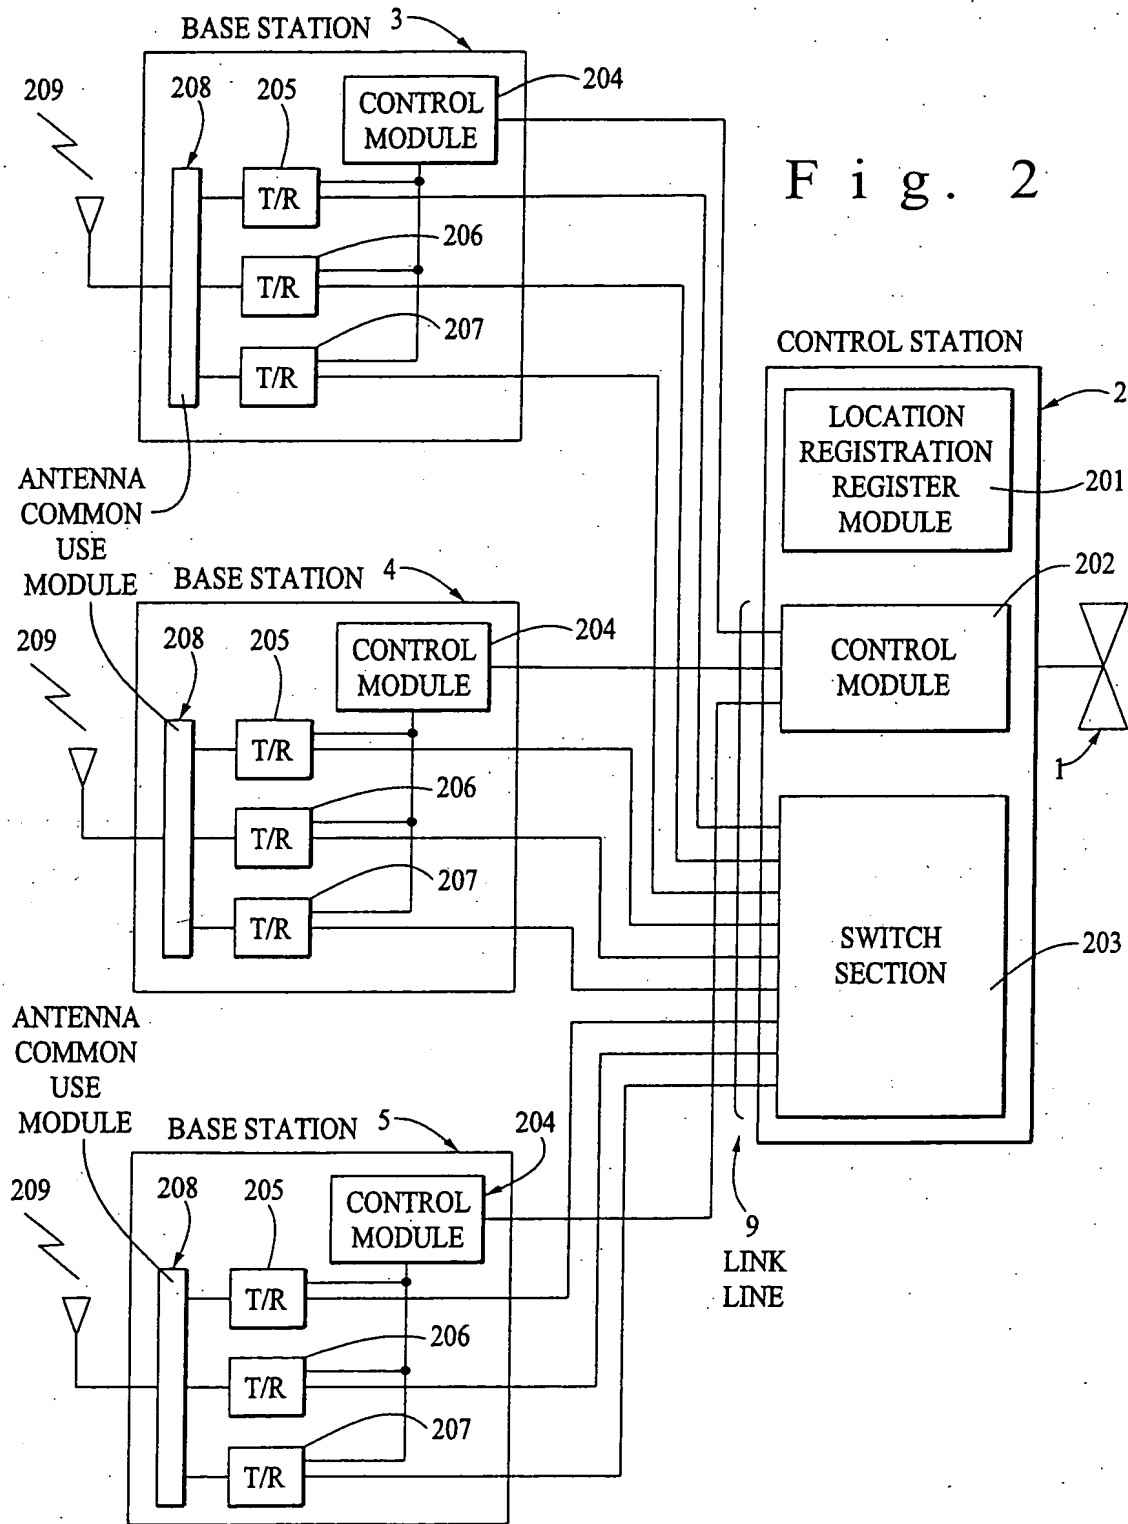 BASE STATION 3
209
208
205
CONTROL
MODULE
204
T/R
206
T/R
207
T/R
Fig. 2
ANTENNA
COMMON
USE
MODULE
CONTROL STATION
2
LOCATION
REGISTRATION
REGISTER
MODULE
201
202
CONTROL
MODULE
1
SWITCH
SECTION
203
9
LINK
LINE
BASE STATION 4
209
208
205
CONTROL
MODULE
204
T/R
206
T/R
207
T/R
ANTENNA
COMMON
USE
MODULE
BASE STATION 5
209
208
205
CONTROL
MODULE
204
T/R
206
T/R
207
T/R